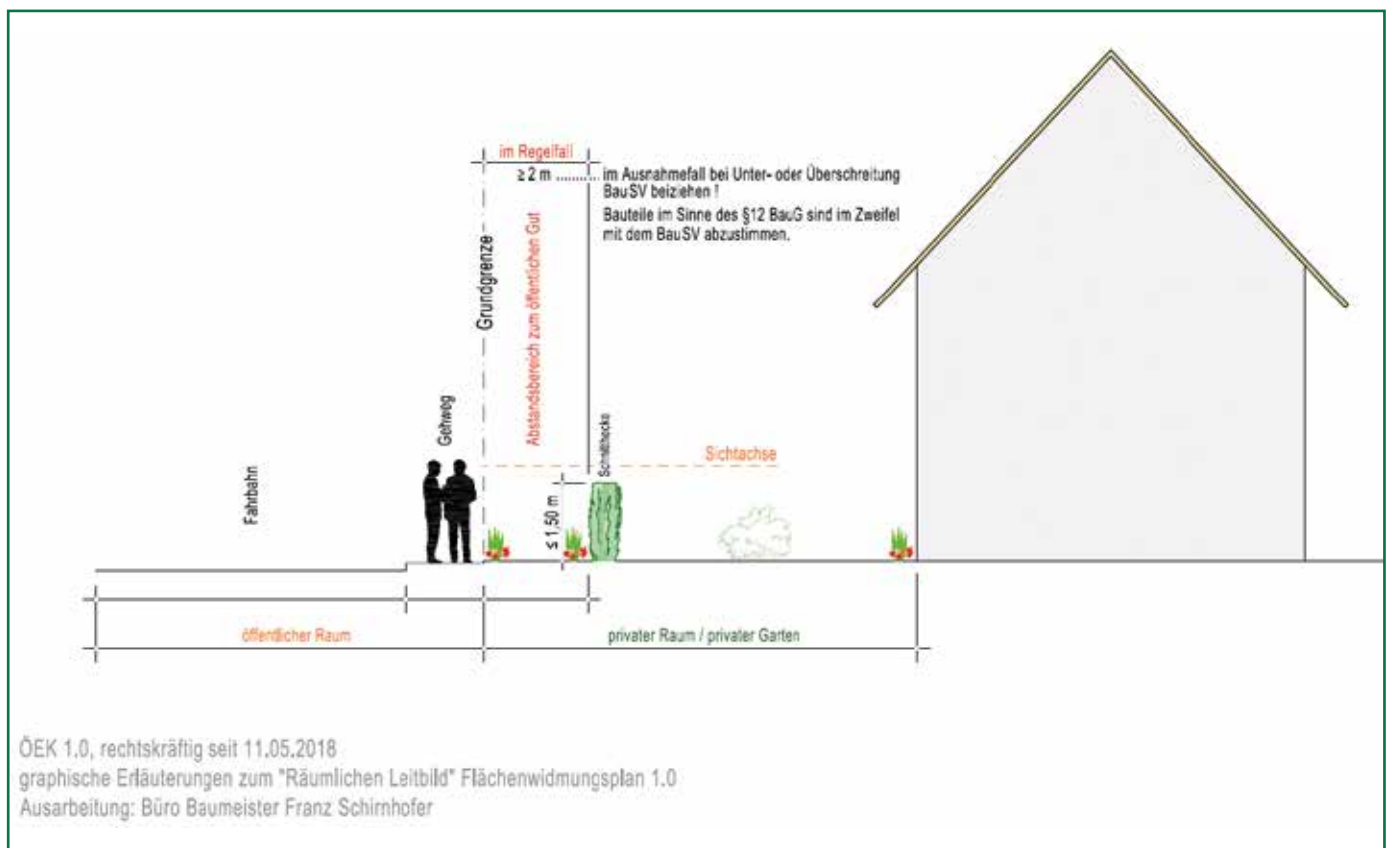 im Regelfall
≥ 2 m ......... im Ausnahmefall bei Unter- oder Überschreitung
BauSV beiziehen !
Bauteile im Sinne des §12 BauG sind im Zweifel
mit dem BauSV abzustimmen.
Grundgrenze
Abstandsbereich zum öffentlichen Gut
Fahrbahn
Gehweg
Schnitthecke
Sichtachse
≤ 1,50 m
öffentlicher Raum
privater Raum / privater Garten
ÖEK 1.0, rechtskräftig seit 11.05.2018
graphische Erläuterungen zum "Räumlichen Leitbild" Flächenwidmungsplan 1.0
Ausarbeitung: Büro Baumeister Franz Schirnhofer